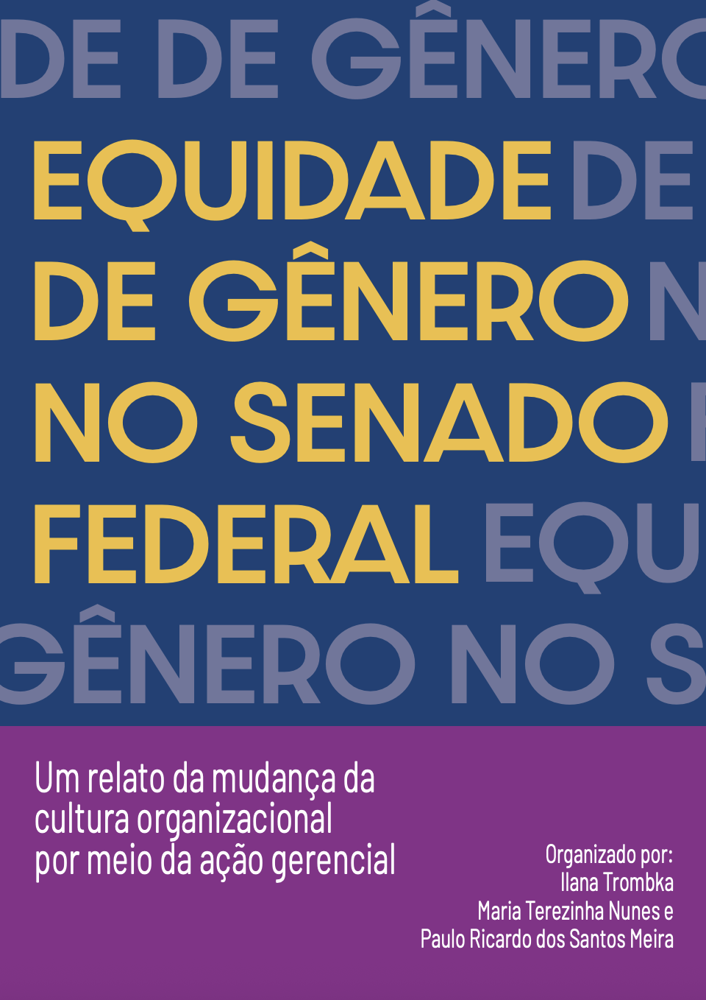 DE DE GÊNERO
EQUIDADE DE
DE GÊNERO N
NO SENADO F
FEDERAL EQU
GÊNERO NO S
Um relato da mudança da
cultura organizacional
por meio da ação gerencial
Organizado por:
Ilana Trombka
Maria Terezinha Nunes e
Paulo Ricardo dos Santos Meira